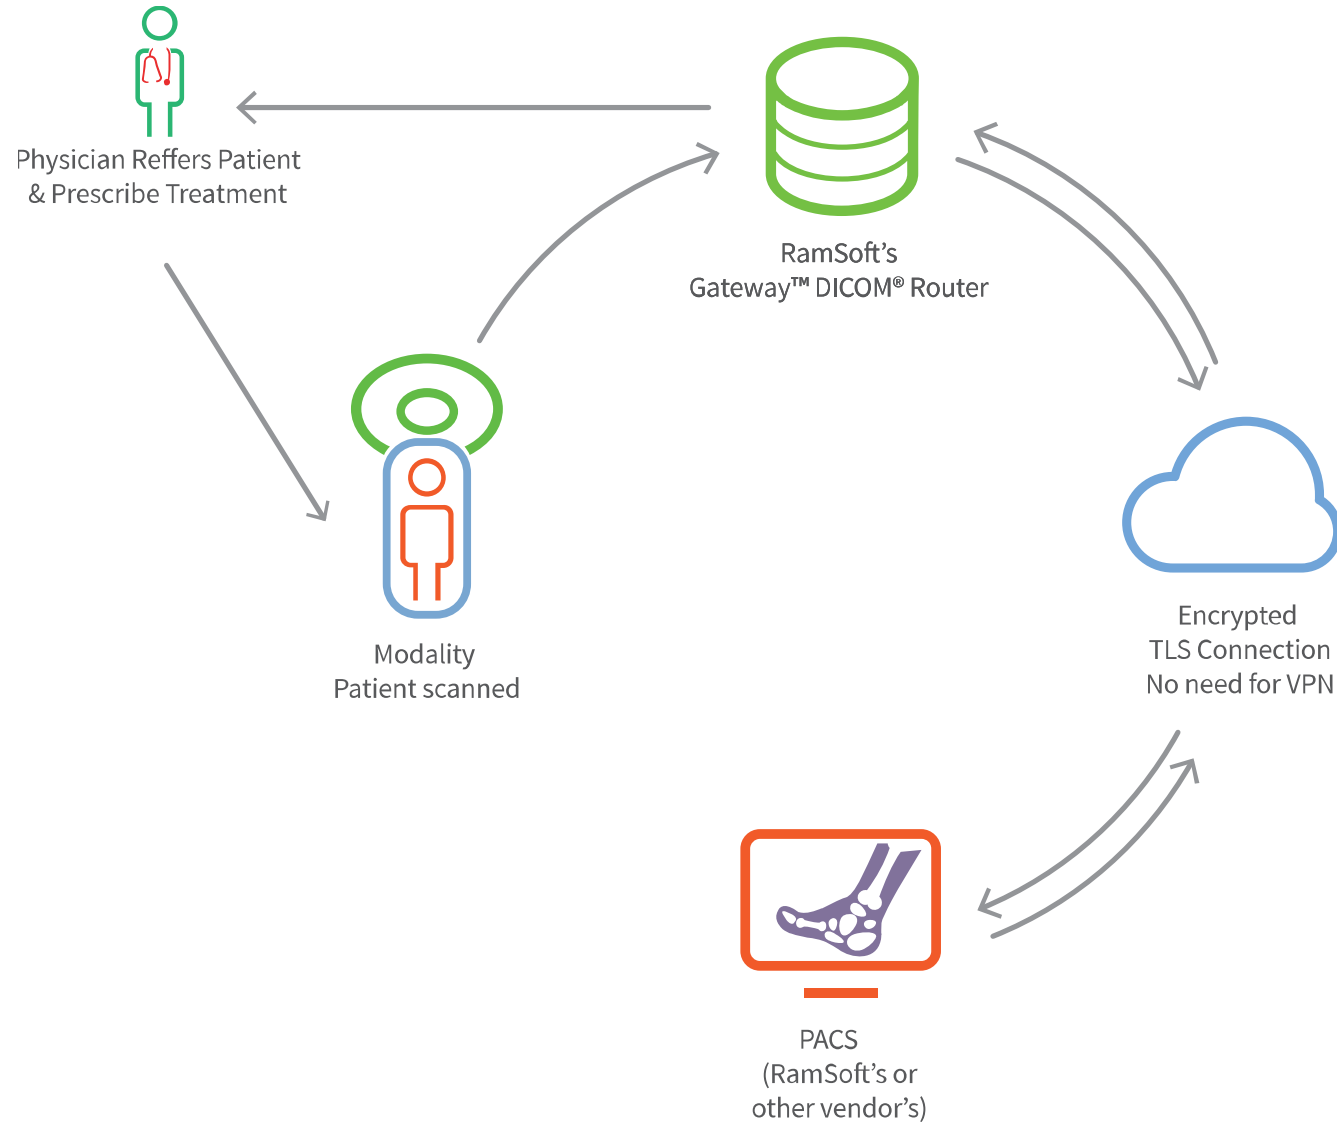 Physician Reffers Patient
& Prescribe Treatment
RamSoft's
Gateway™ DICOM® Router
Modality
Patient scanned
Encrypted
TLS Connection
No need for VPN
PACS
(RamSoft's or
other vendor's)